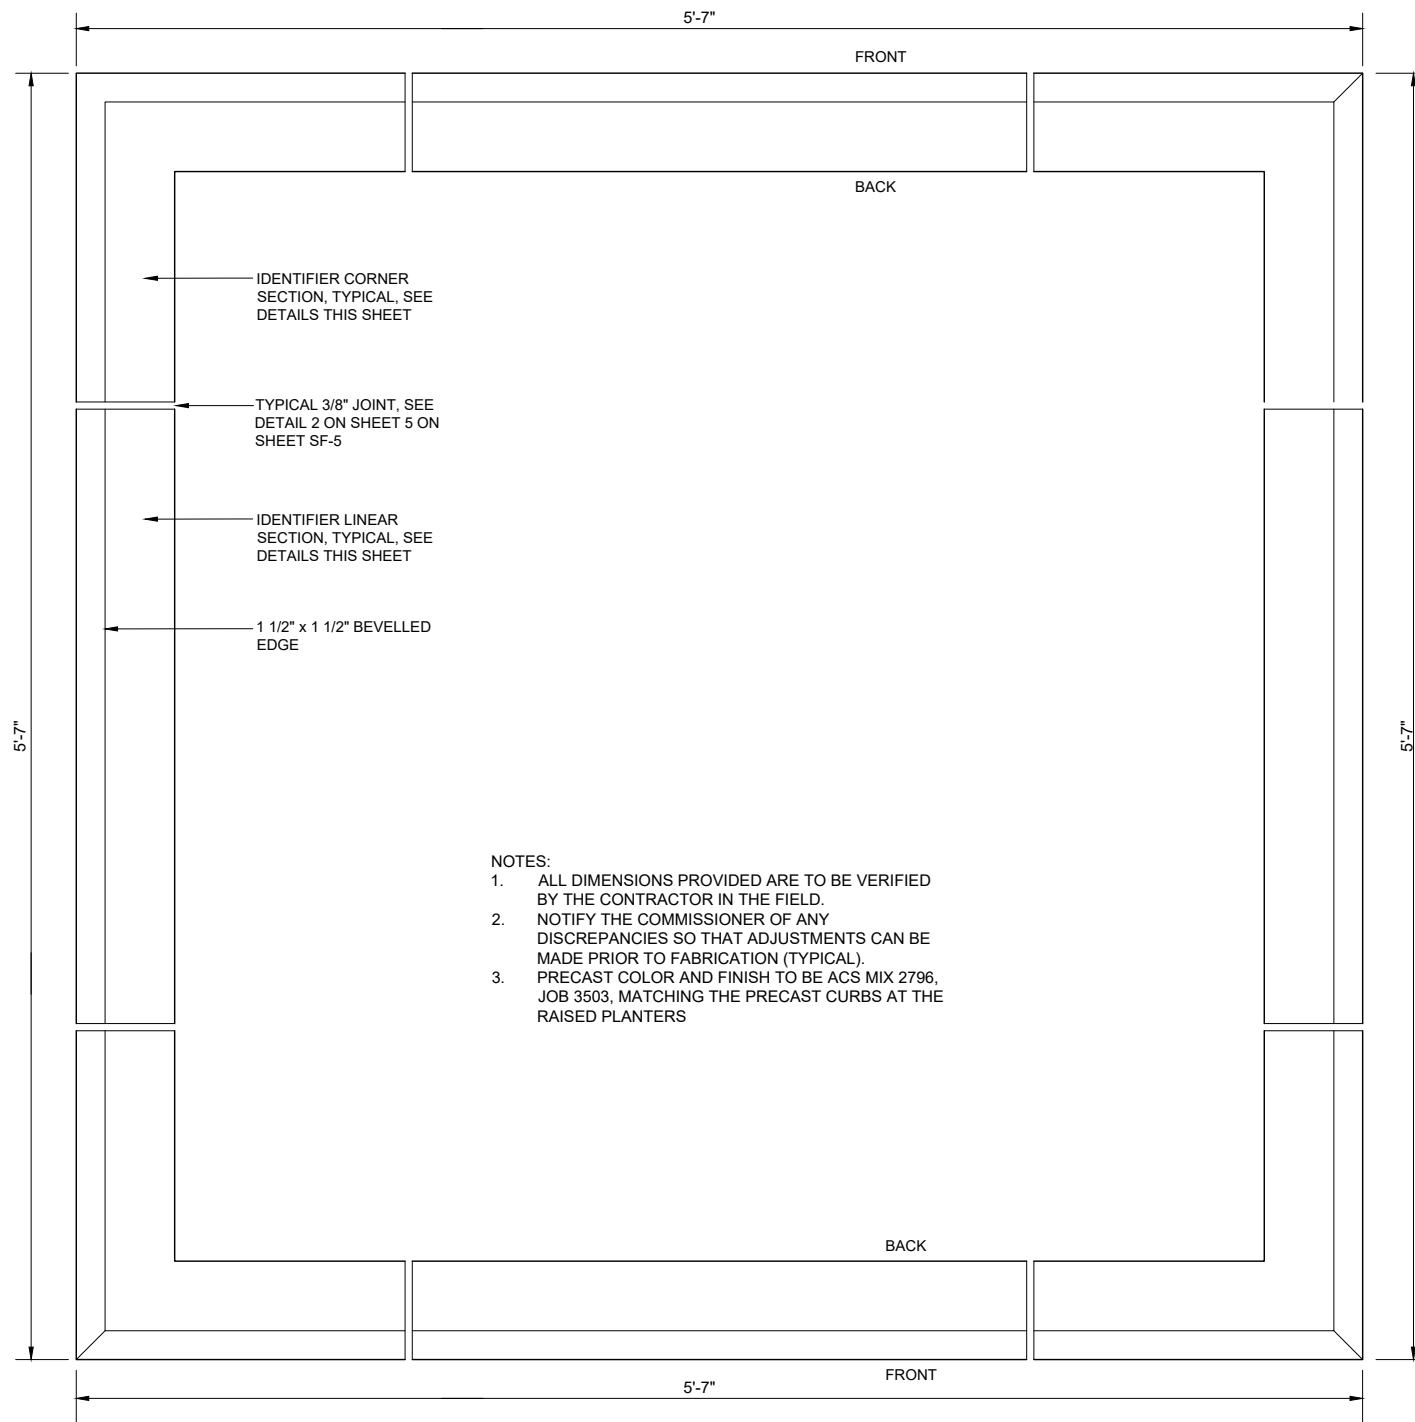 5'-7"
FRONT
BACK
IDENTIFIER CORNER
SECTION, TYPICAL, SEE
DETAILS THIS SHEET
TYPICAL 3/8" JOINT, SEE
DETAIL 2 ON SHEET 5 ON
SHEET SF-5
IDENTIFIER LINEAR
SECTION, TYPICAL, SEE
DETAILS THIS SHEET
1 1/2" x 1 1/2" BEVELLED
EDGE
5'-7"
5'-7"
NOTES:
1. ALL DIMENSIONS PROVIDED ARE TO BE VERIFIED
BY THE CONTRACTOR IN THE FIELD.
2. NOTIFY THE COMMISSIONER OF ANY
DISCREPANCIES SO THAT ADJUSTMENTS CAN BE
MADE PRIOR TO FABRICATION (TYPICAL).
3. PRECAST COLOR AND FINISH TO BE ACS MIX 2796,
JOB 3503, MATCHING THE PRECAST CURBS AT THE
RAISED PLANTERS
BACK
FRONT
5'-7"